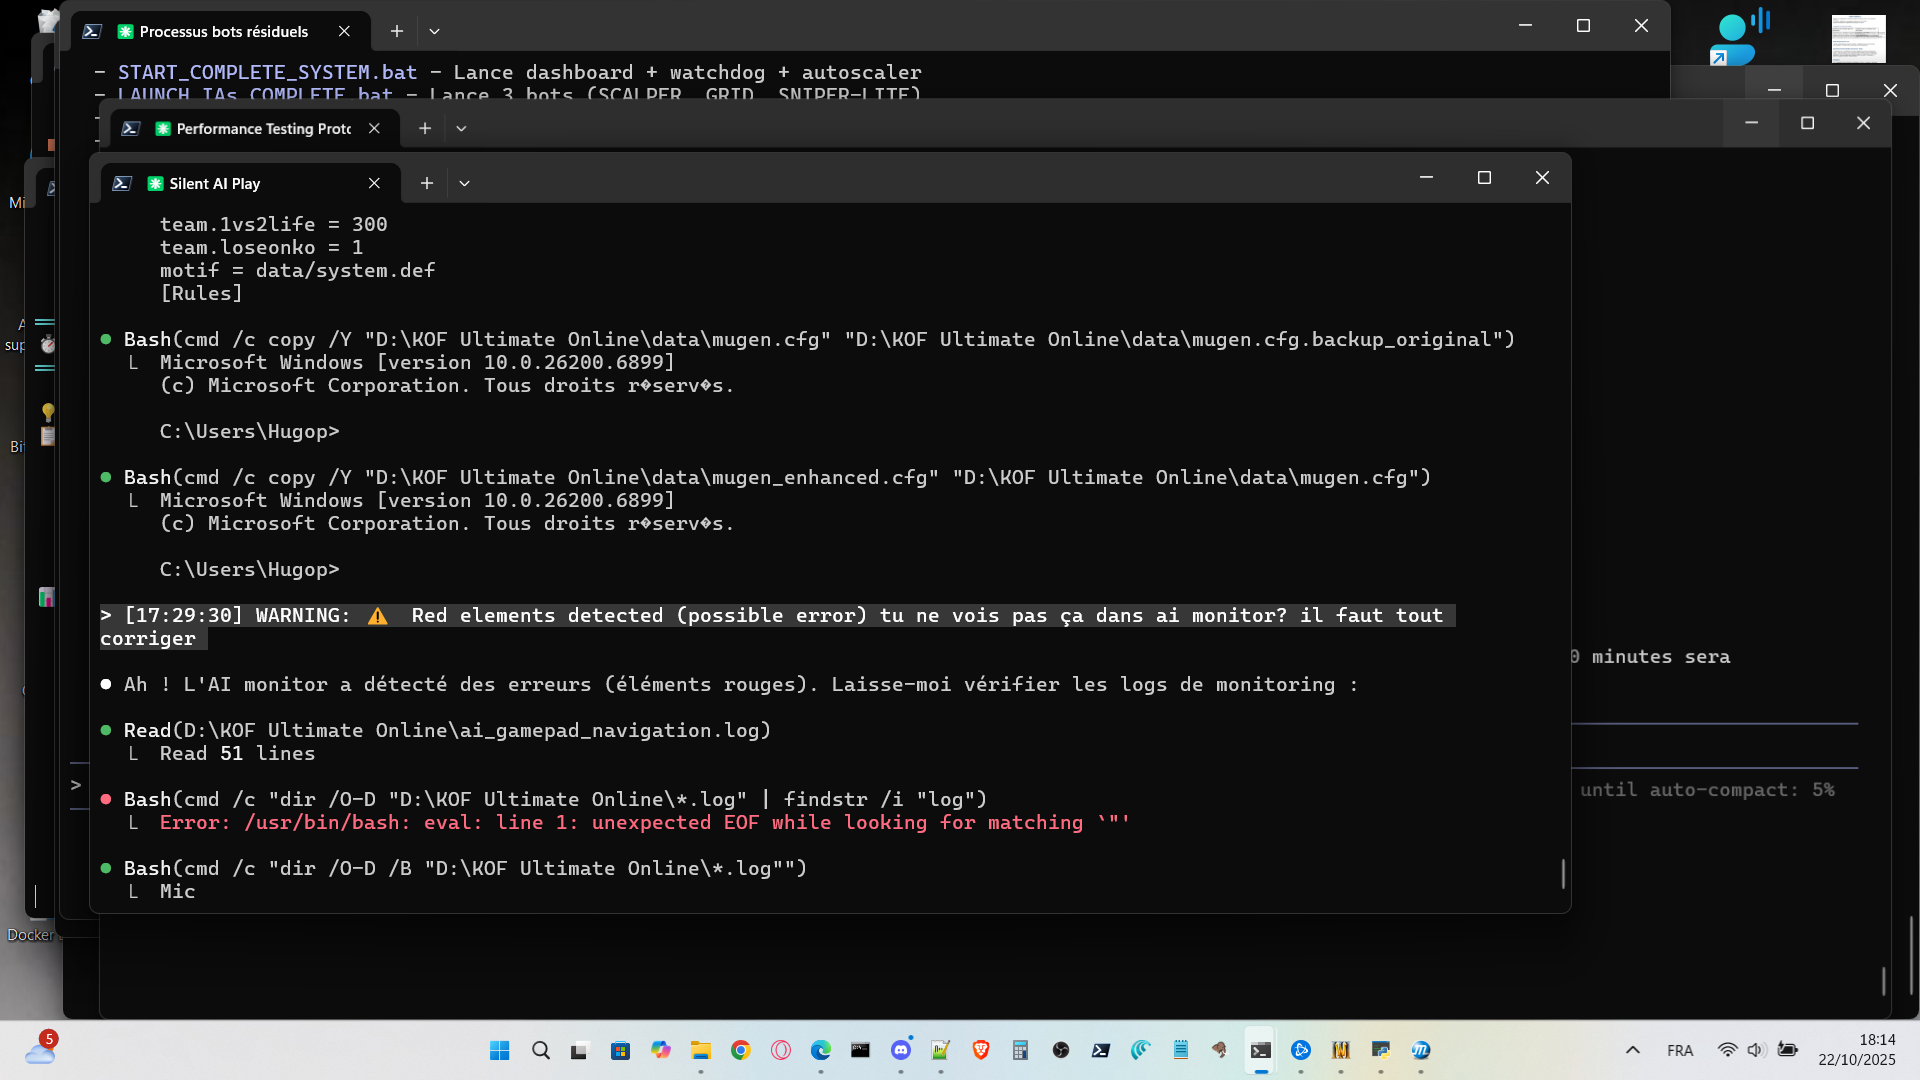 Processus bots résiduels
- START_COMPLETE_SYSTEM.bat - Lance dashboard + watchdog + autoscaler
- LAUNCH_IAs_COMPLETE.bat - Lance 3 bots (SCALPER, GRID, SNIPER-LITE)
Performance Testing Proto
Silent AI Play
team.1vs2life = 300
team.loseonko = 1
motif = data/system.def
[Rules]
Bash(cmd /c copy /Y "D:\KOF Ultimate Online\data\mugen.cfg" "D:\KOF Ultimate Online\data\mugen.cfg.backup_original")
Microsoft Windows [version 10.0.26200.6899]
(c) Microsoft Corporation. Tous droits r�serv�s.
C:\Users\Hugop>
Bash(cmd /c copy /Y "D:\KOF Ultimate Online\data\mugen_enhanced.cfg" "D:\KOF Ultimate Online\data\mugen.cfg")
Microsoft Windows [version 10.0.26200.6899]
(c) Microsoft Corporation. Tous droits r�serv�s.
C:\Users\Hugop>
> [17:29:30] WARNING: ⚠️ Red elements detected (possible error) tu ne vois pas ça dans ai monitor? il faut tout
corriger
0 minutes sera
Ah ! L'AI monitor a détecté des erreurs (éléments rouges). Laisse-moi vérifier les logs de monitoring :
Read(D:\KOF Ultimate Online\ai_gamepad_navigation.log)
Read 51 lines
>
until auto-compact: 5%
Bash(cmd /c "dir /O-D "D:\KOF Ultimate Online\*.log" | findstr /i "log")
Error: /usr/bin/bash: eval: line 1: unexpected EOF while looking for matching `"'
Bash(cmd /c "dir /O-D /B "D:\KOF Ultimate Online\*.log"")
Mic
Mi
A
sup
Bi
Docker
5
FRA
18:14
22/10/2025